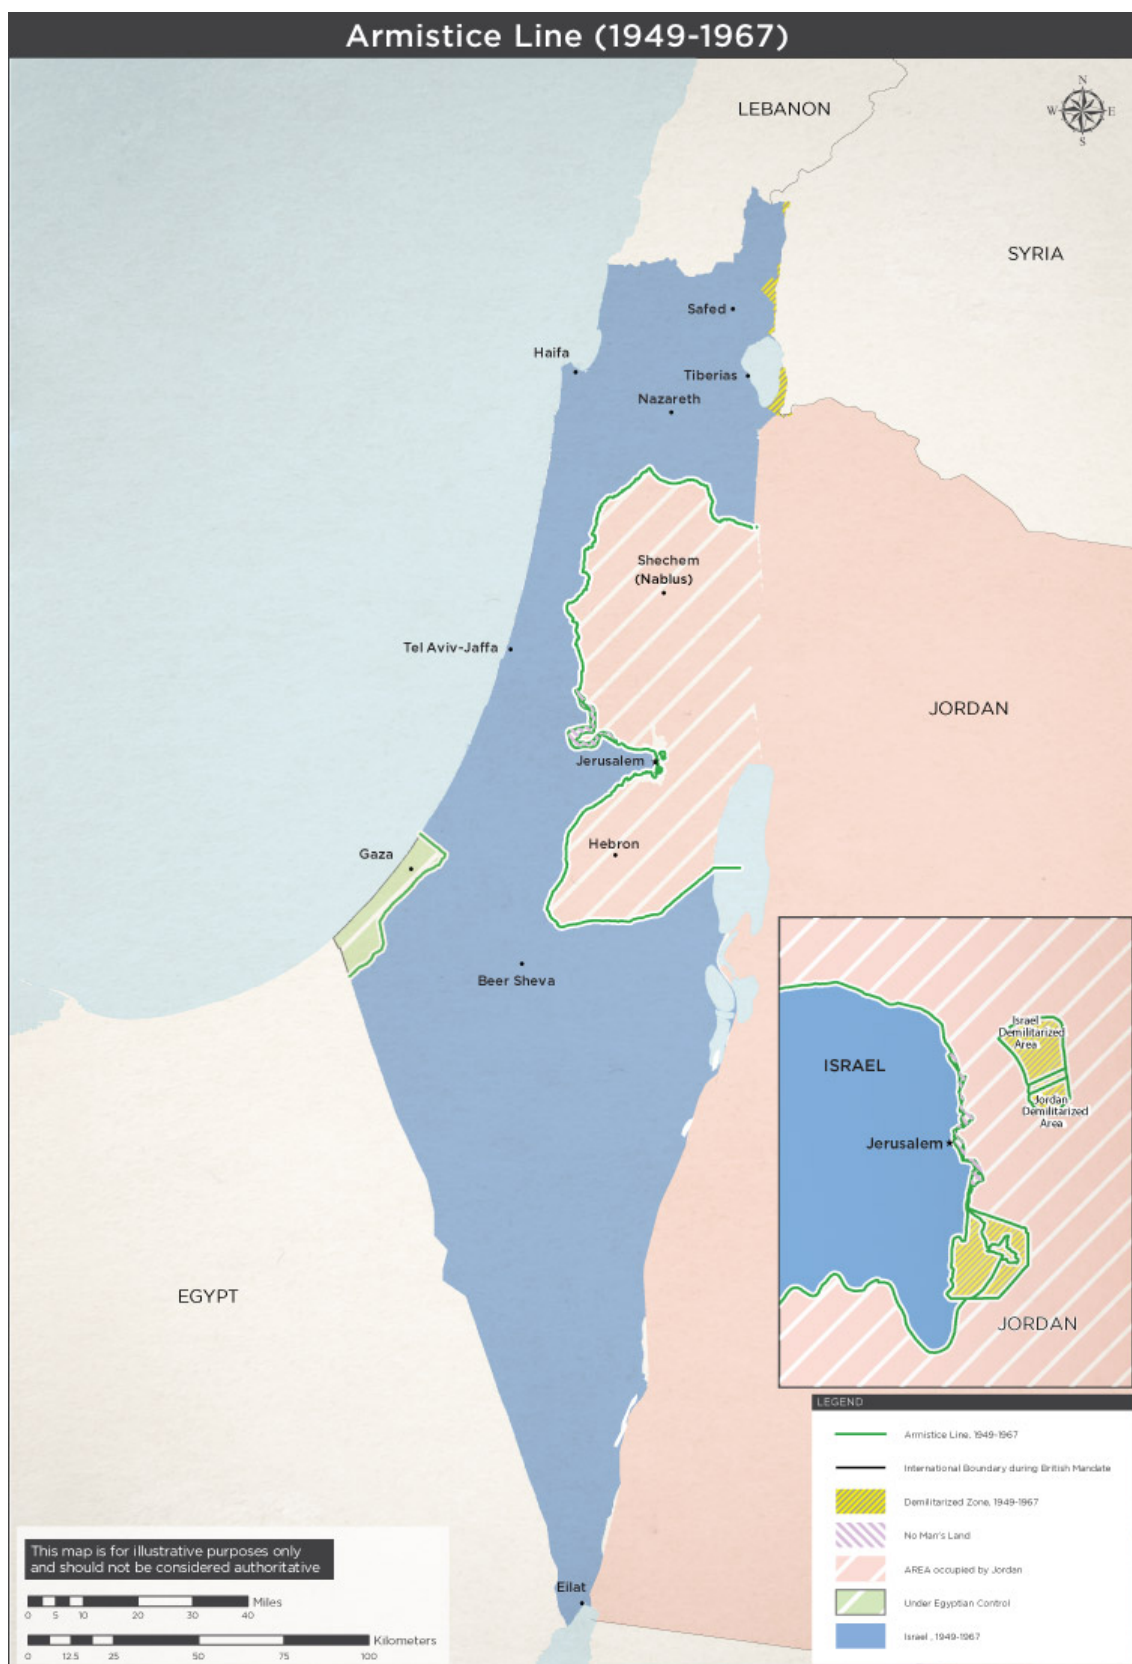 Armistice Line (1949-1967)
LEBANON
N
W
E
S
SYRIA
Safed
Haifa
Tiberias
Nazareth
Shechem
(Nablus)
Tel Aviv-Jaffa
JORDAN
Jerusalem
Hebron
Gaza
Beer Sheva
Israel
Demilitarized
Area
ISRAEL
Jordan
Demilitarized
Area
Jerusalem
EGYPT
JORDAN
LEGEND
Armistice Line, 1949-1967
International Boundary during British Mandate
Demilitarized Zone, 1949-1967
No Man's Land
AREA occupied by Jordan
Under Egyptian Control
Israel , 1949-1967
This map is for illustrative purposes only
and should not be considered authoritative
Eilat
Miles
0 5 10 20 30 40
Kilometers
0 12.5 25 50 75 100